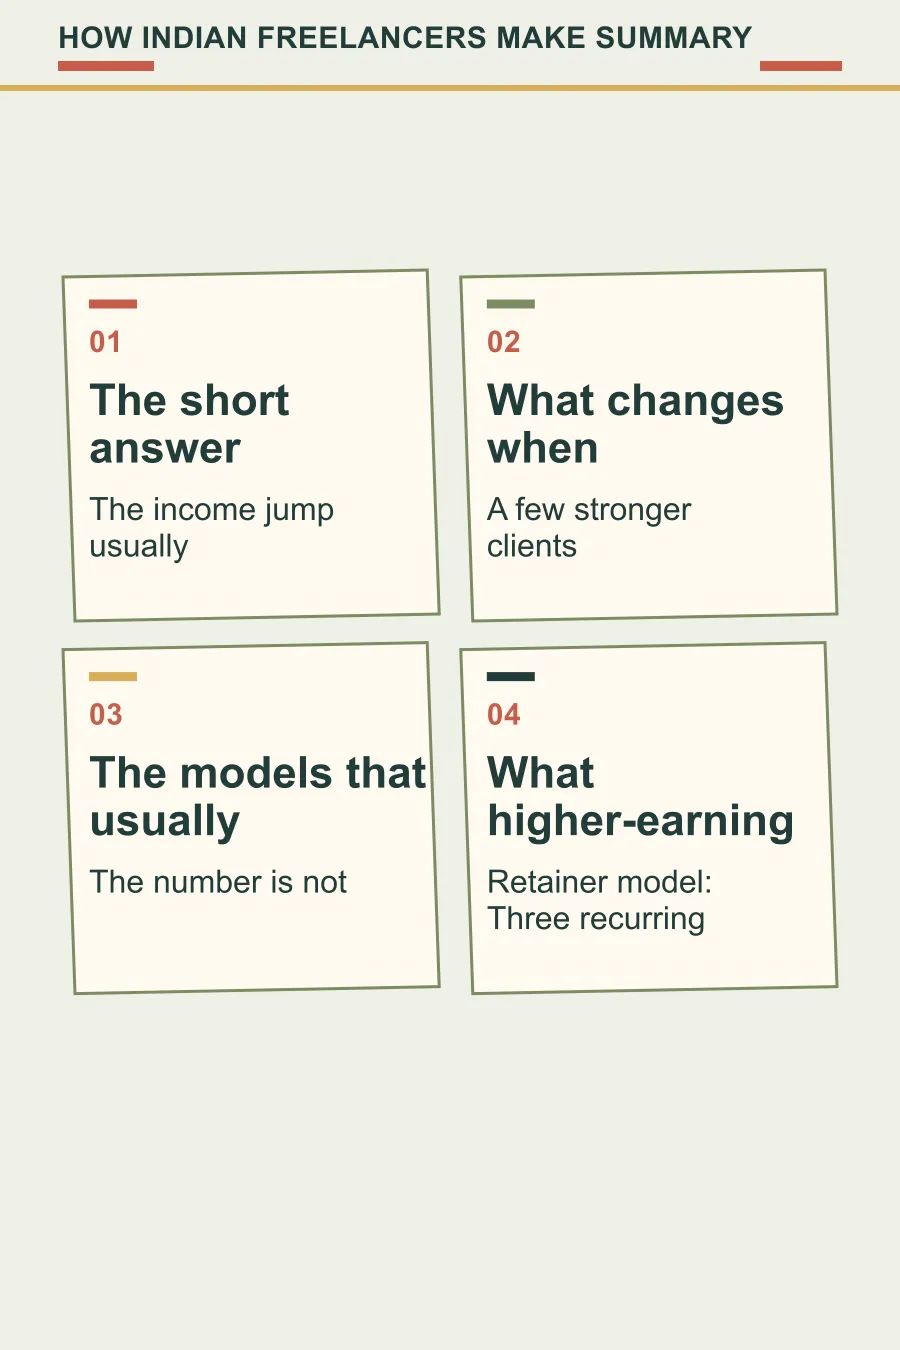 HOW INDIAN FREELANCERS MAKE SUMMARY
01
The short
answer
The income jump
usually
02
What changes
when
A few stronger
clients
03
The models that
usually
The number is not
04
What
higher-earning
Retainer model:
Three recurring